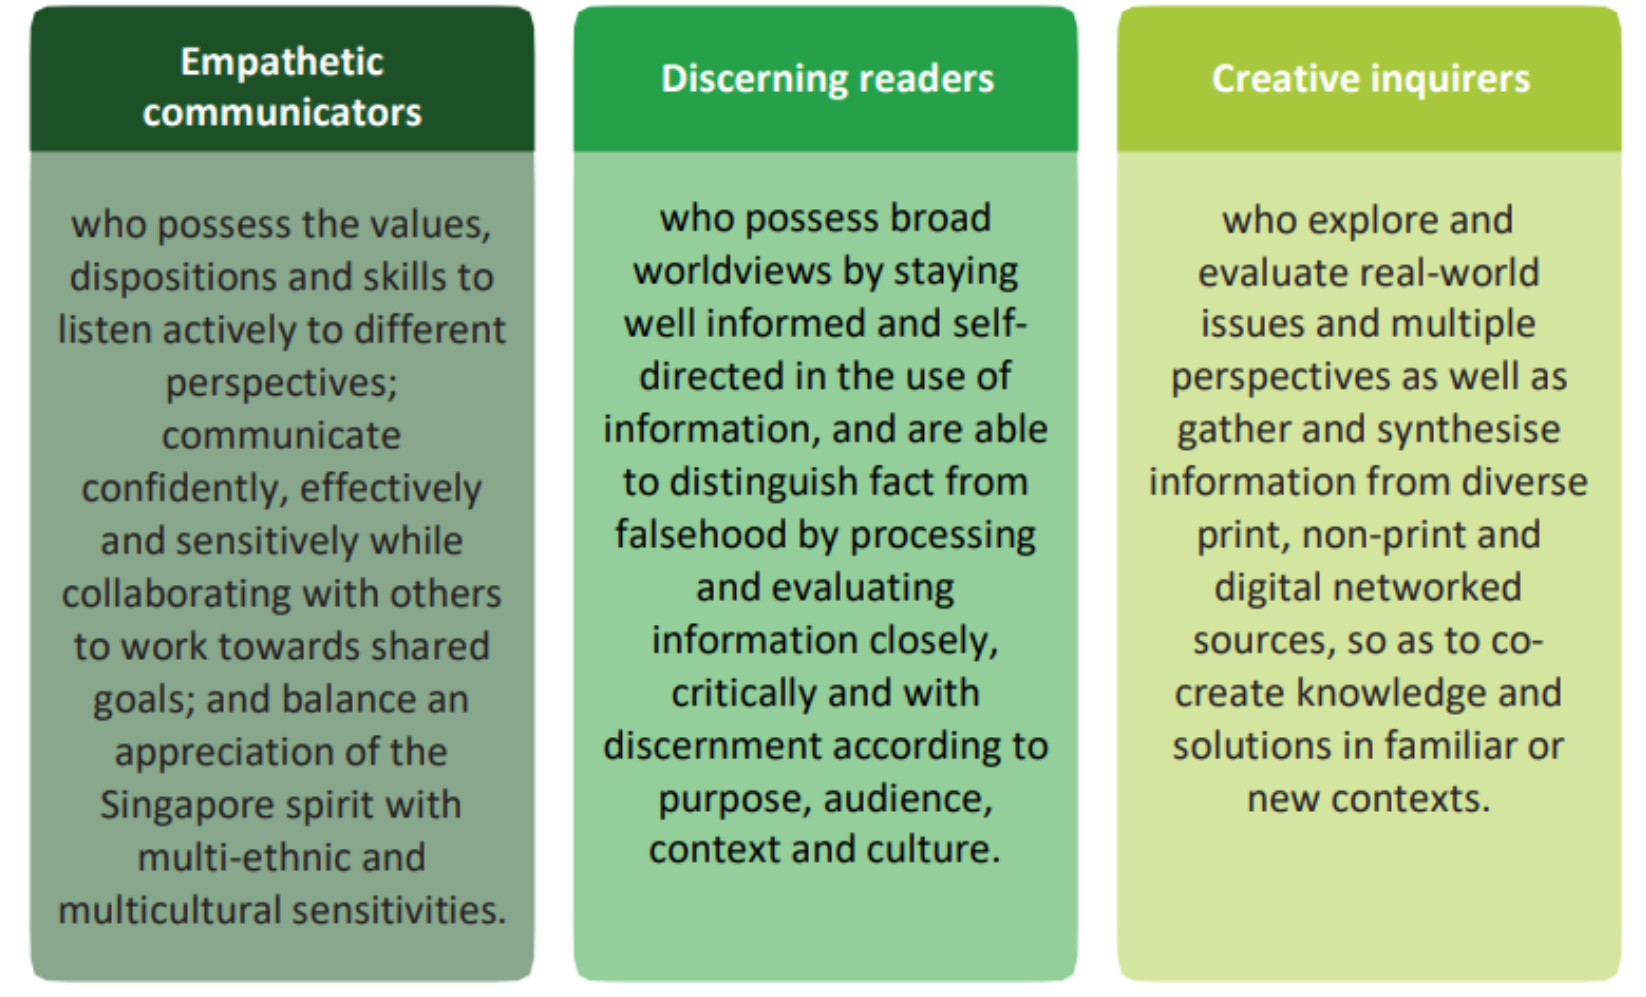 Empathetic
communicators
who possess the values,
dispositions and skills to
listen actively to different
perspectives;
communicate
confidently, effectively
and sensitively while
collaborating with others
to work towards shared
goals; and balance an
appreciation of the
Singapore spirit with
multi-ethnic and
multicultural sensitivities.
Discerning readers
who possess broad
worldviews by staying
well informed and self-
directed in the use of
information, and are able
to distinguish fact from
falsehood by processing
and evaluating
information closely,
critically and with
discernment according to
purpose, audience,
context and culture.
Creative inquirers
who explore and
evaluate real-world
issues and multiple
perspectives as well as
gather and synthesise
information from diverse
print, non-print and
digital networked
sources, so as to co-
create knowledge and
solutions in familiar or
new contexts.